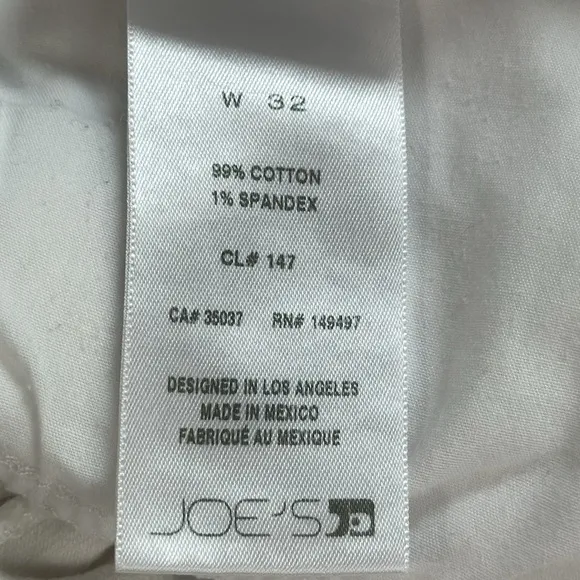 W 32
99% COTTON
1% SPANDEX
CL# 147
CA# 35037 RN# 149497
DESIGNED IN LOS ANGELES
MADE IN MEXICO
FABRIQUÉ AU MEXIQUE
JOE'S